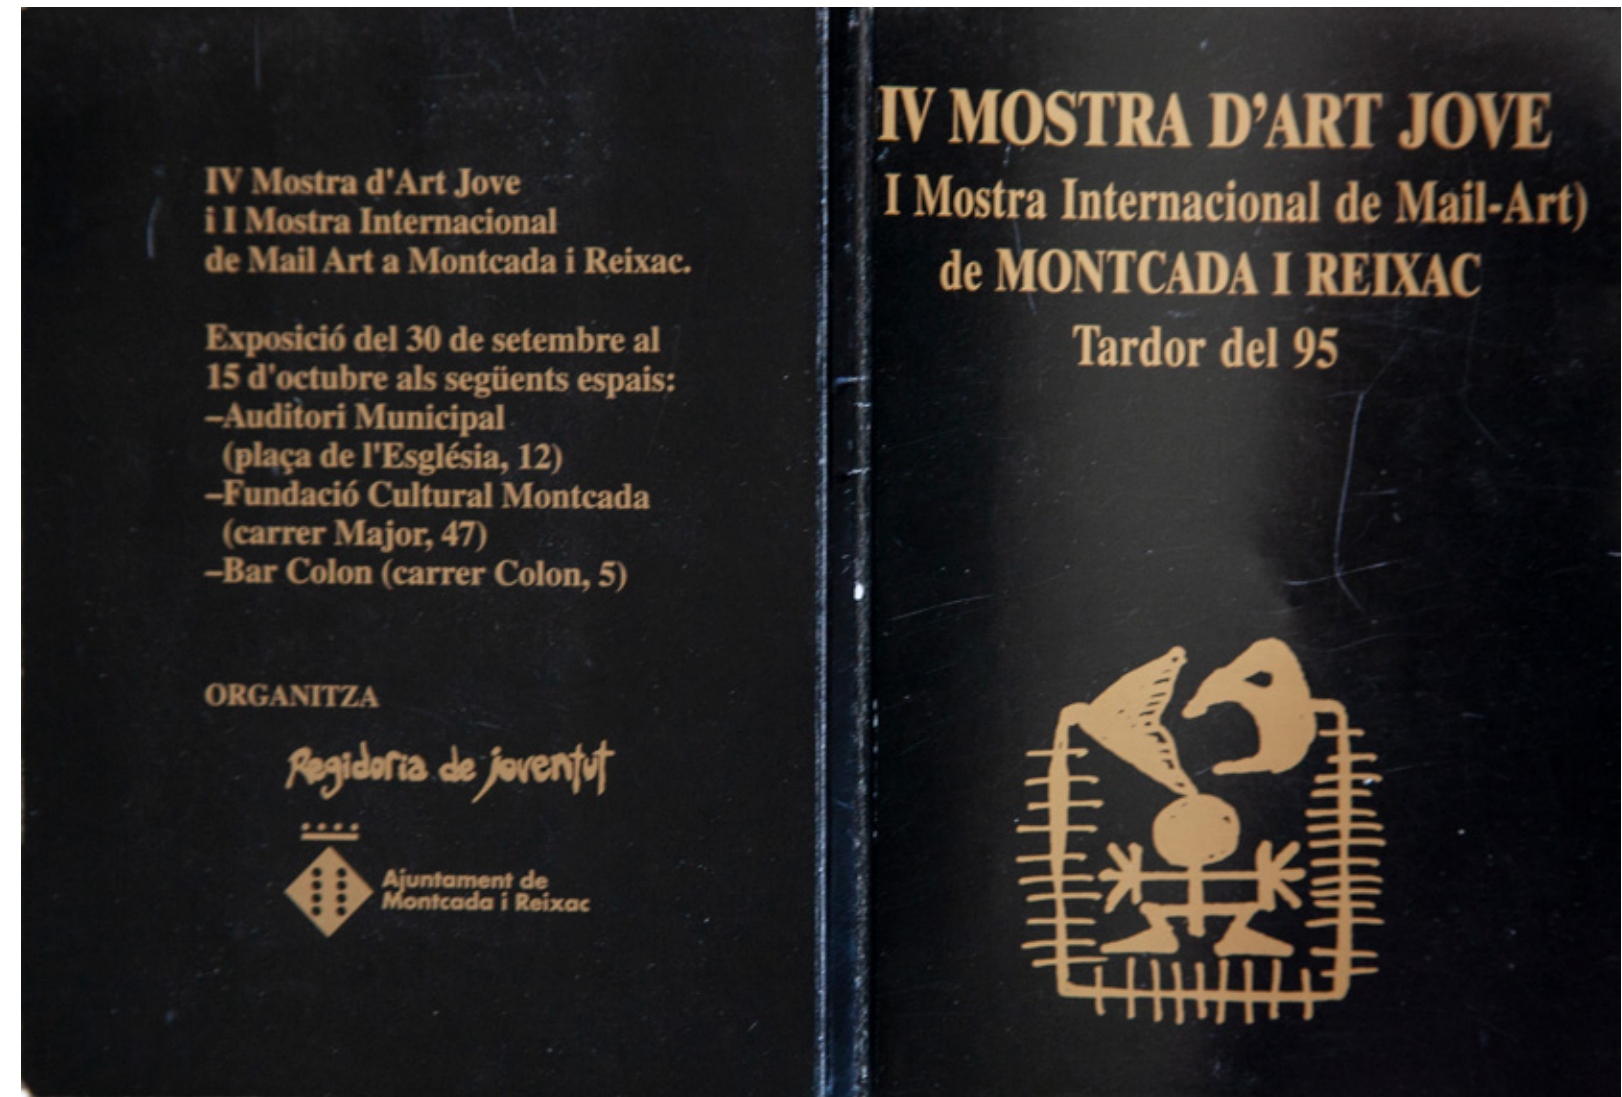 IV Mostra d'Art Jove
i I Mostra Internacional
de Mail Art a Montcada i Reixac.
Exposició del 30 de setembre al
15 d'octubre als següents espais:
–Auditori Municipal
(plaça de l'Església, 12)
–Fundació Cultural Montcada
(carrer Major, 47)
–Bar Colon (carrer Colon, 5)
ORGANITZA
Regidoria de joventut
Ajuntament de
Montcada i Reixac
IV MOSTRA D'ART JOVE
I Mostra Internacional de Mail-Art)
de MONTCADA I REIXAC
Tardor del 95